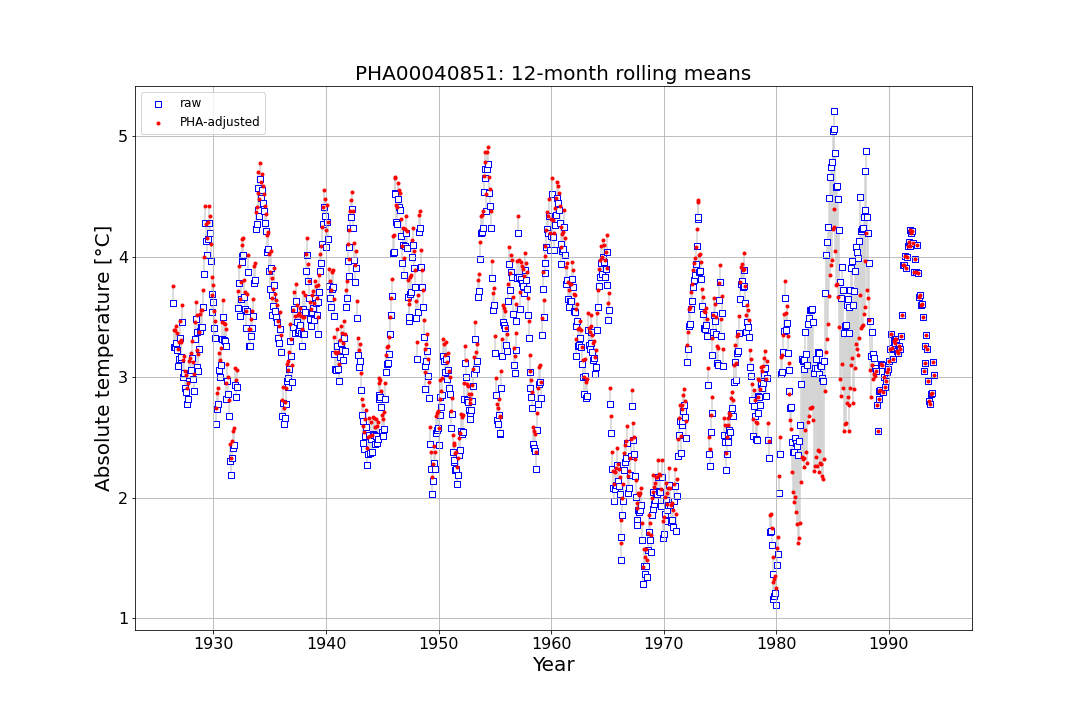 PHA00040851: 12-month rolling means
raw
PHA-adjusted
Absolute temperature [°C]
5
4
3
2
1
1930 1940 1950 1960 1970 1980 1990
Year